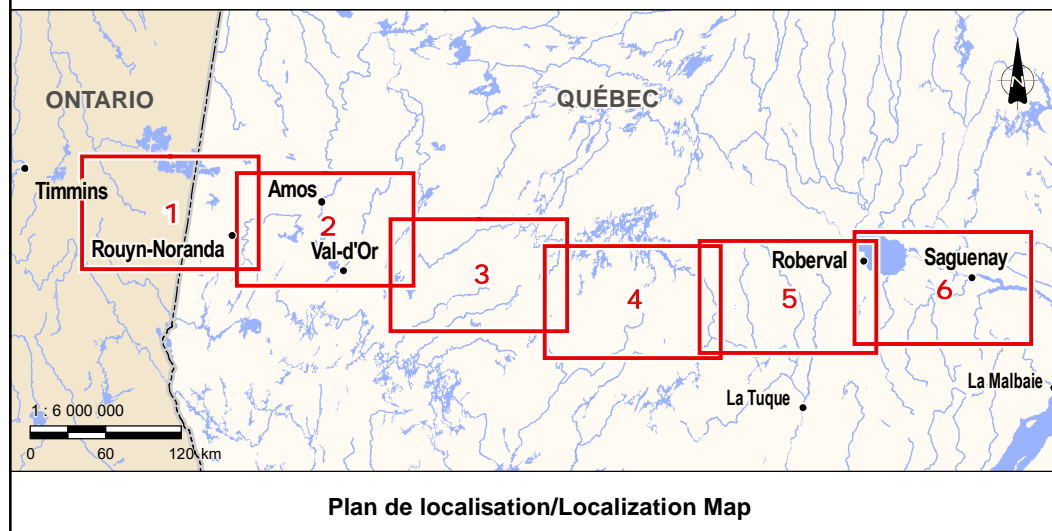 ONTARIO
QUÉBEC
N
Timmins
1
Amos
2
Rouyn-Noranda
Val-d'Or
3
4
5
Roberval
Saguenay
6
La Tuque
La Malbaie
1 : 6 000 000
0 60 120 km
Plan de localisation/Localization Map